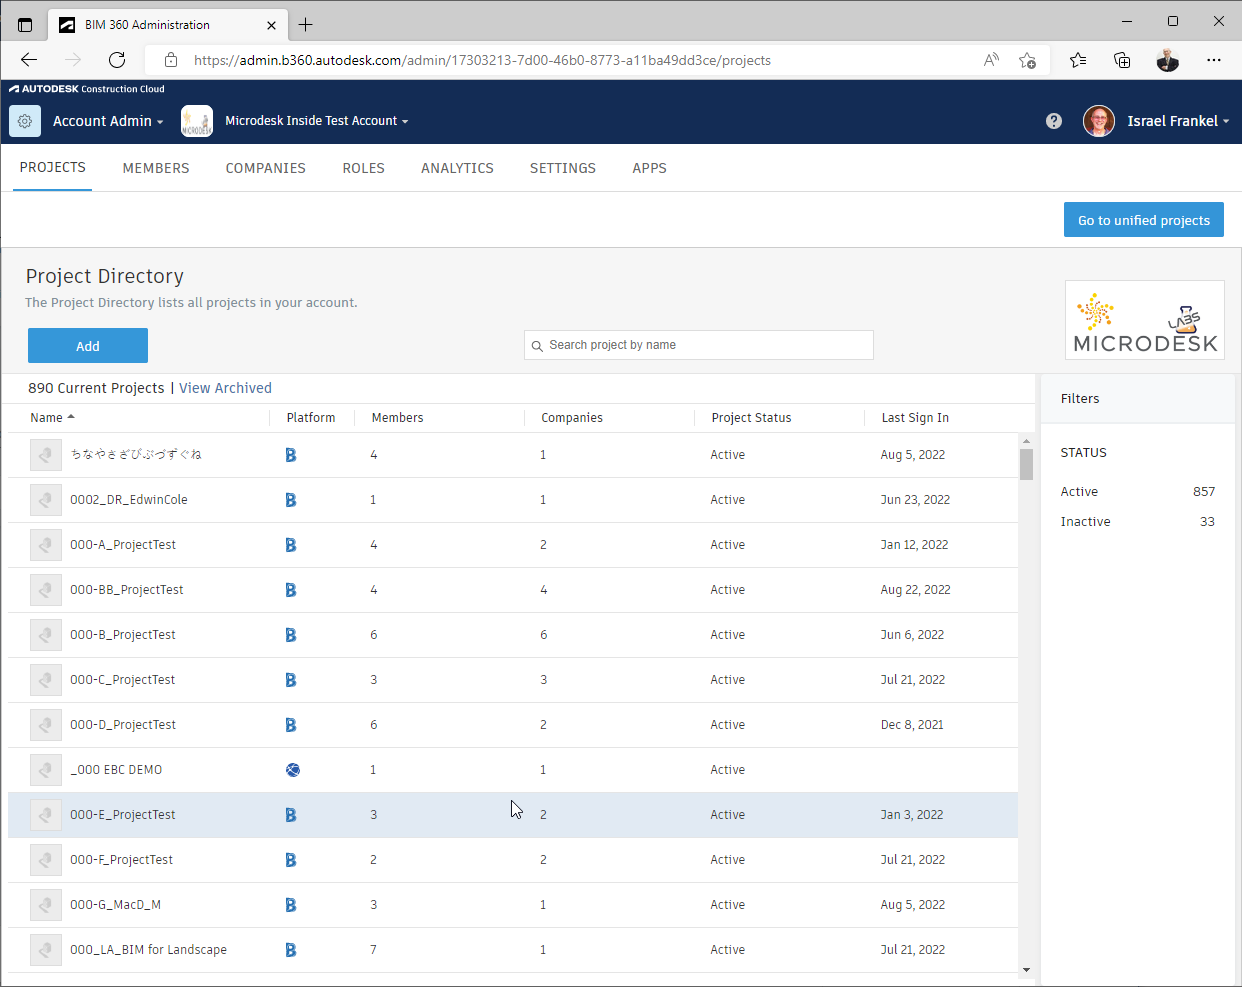 BIM 360 Administration
https://admin.b360.autodesk.com/admin/17303213-7d00-46b0-8773-a11ba49dd3ce/projects
AUTODESK Construction Cloud
Account Admin
MICRODESK
Microdesk Inside Test Account
Israel Frankel
PROJECTS MEMBERS COMPANIES ROLES ANALYTICS SETTINGS APPS
Go to unified projects
Project Directory
The Project Directory lists all projects in your account.
Add
Search project by name
LABS
MICRODESK
890 Current Projects | View Archived
Name Platform Members Companies Project Status Last Sign In
ちなやさざびぶづずぐね 4 1 Active Aug 5, 2022
0002_DR_EdwinCole 1 1 Active Jun 23, 2022
000-A_ProjectTest 4 2 Active Jan 12, 2022
000-BB_ProjectTest 4 4 Active Aug 22, 2022
000-B_ProjectTest 6 6 Active Jun 6, 2022
000-C_ProjectTest 3 3 Active Jul 21, 2022
000-D_ProjectTest 6 2 Active Dec 8, 2021
_000 EBC DEMO 1 1 Active
000-E_ProjectTest 3 2 Active Jan 3, 2022
000-F_ProjectTest 2 2 Active Jul 21, 2022
000-G_MacD_M 3 1 Active Aug 5, 2022
000_LA_BIM for Landscape 7 1 Active Jul 21, 2022
Filters
STATUS
Active 857
Inactive 33